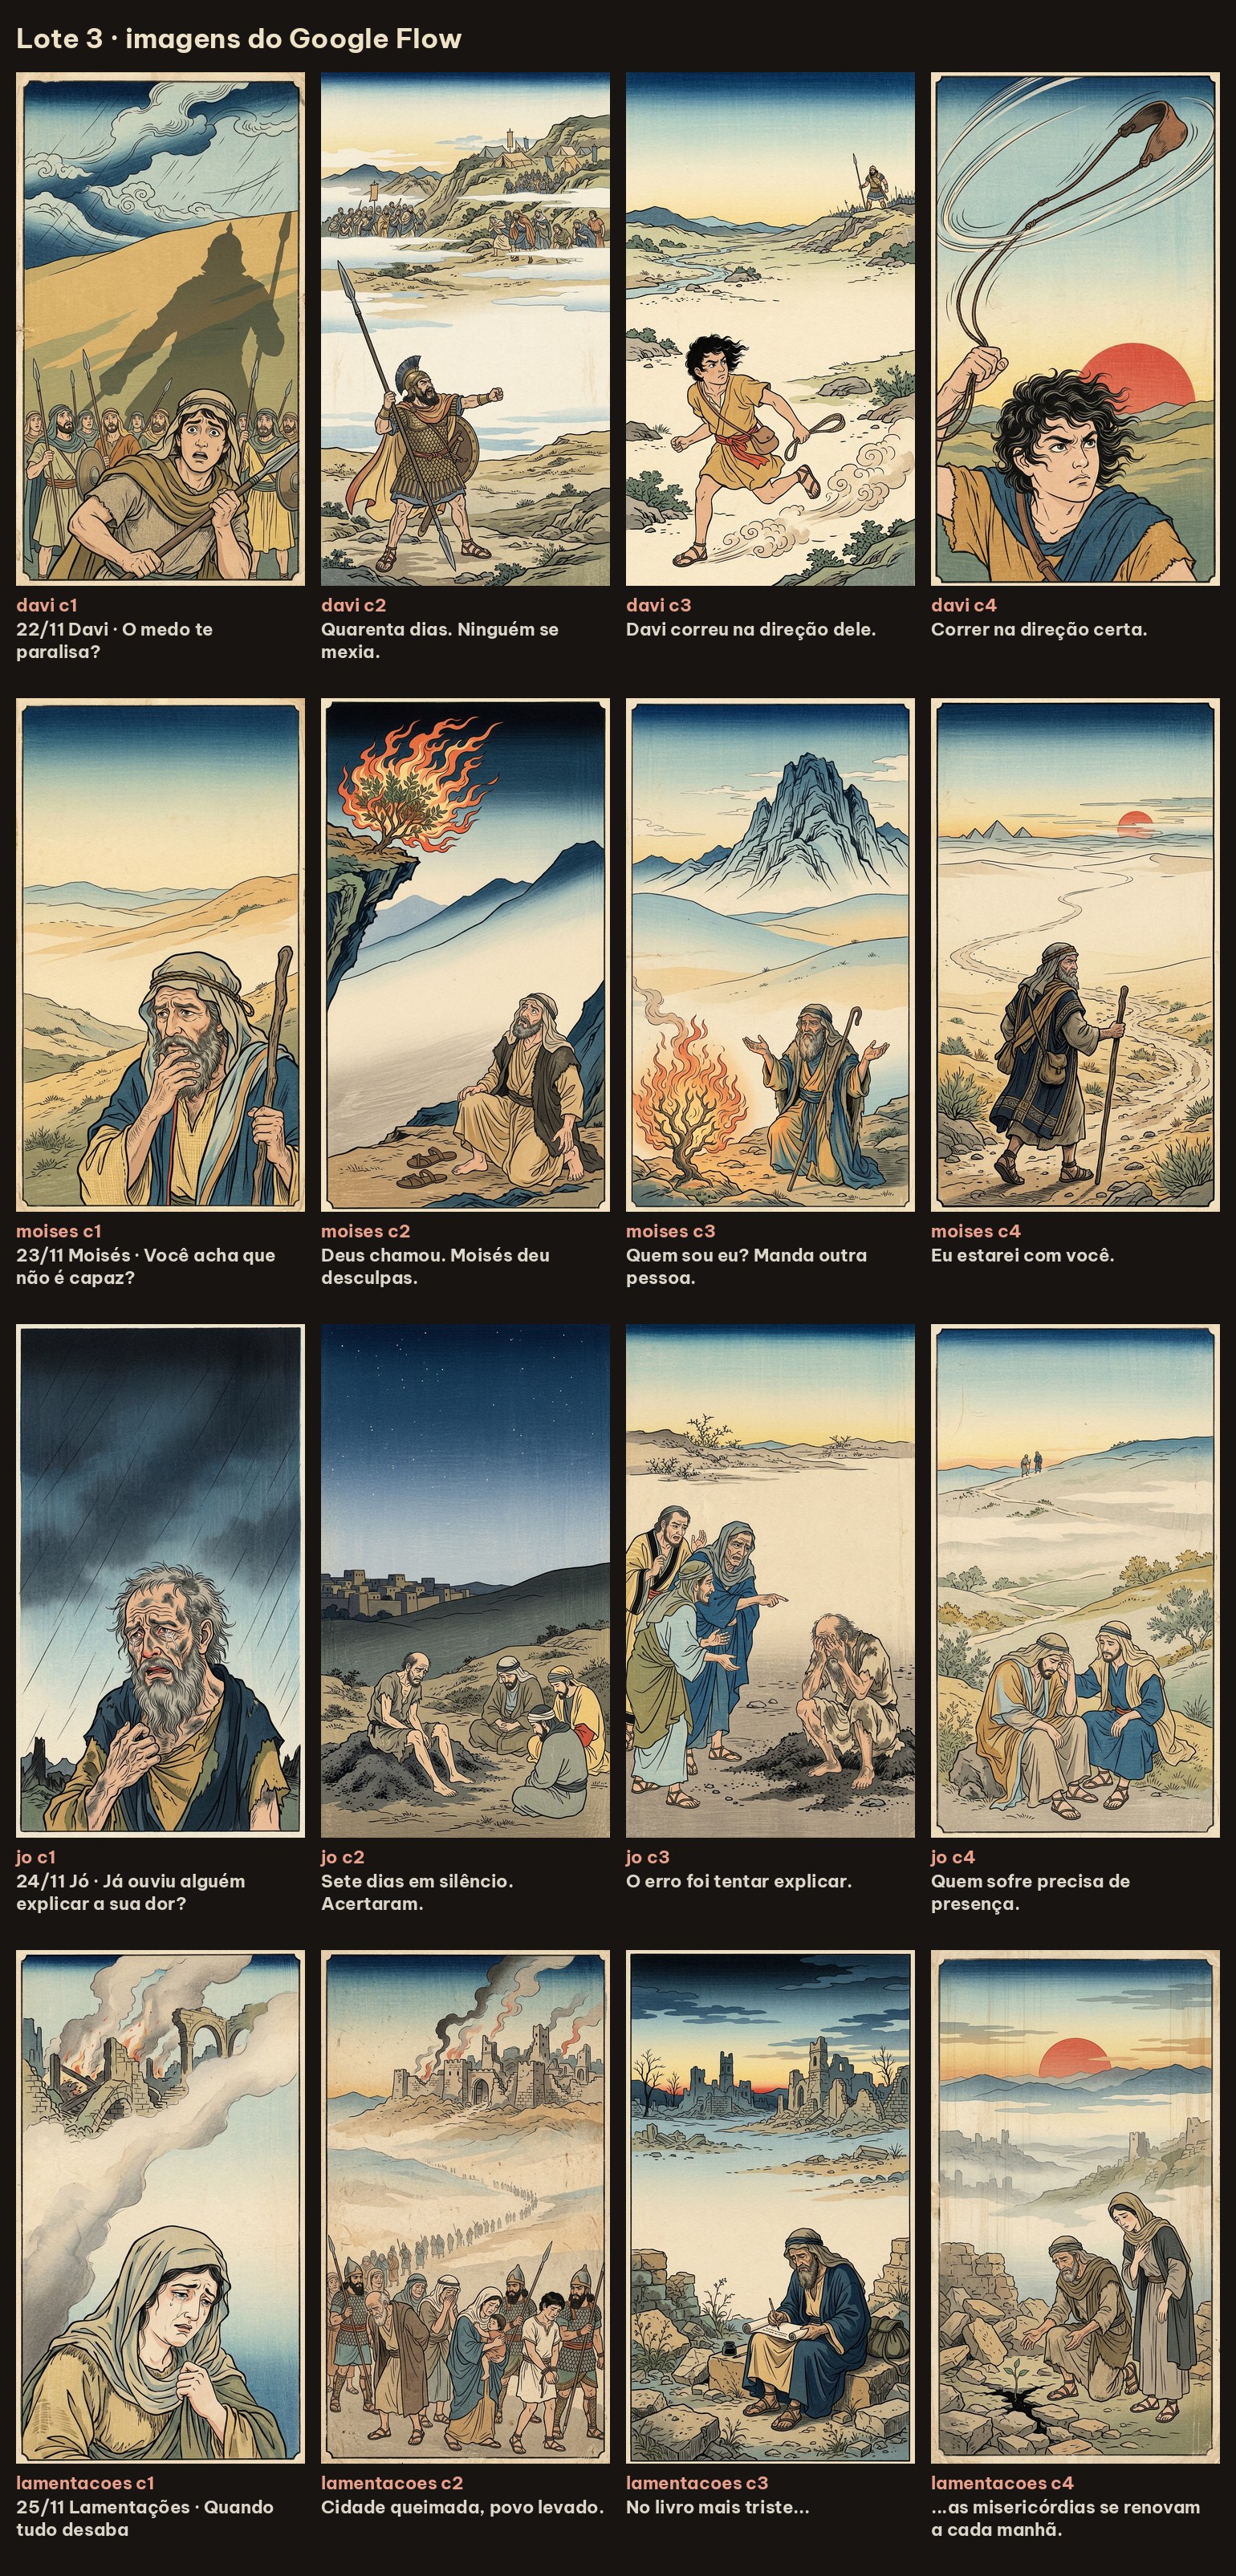 Lote 3 · imagens do Google Flow
davi c1
22/11 Davi · O medo te
paralisa?
davi c2
Quarenta dias. Ninguém se
mexia.
davi c3
Davi correu na direção dele.
davi c4
Correr na direção certa.
moises c1
23/11 Moisés · Você acha que
não é capaz?
moises c2
Deus chamou. Moisés deu
desculpas.
moises c3
Quem sou eu? Manda outra
pessoa.
moises c4
Eu estarei com você.
jo c1
24/11 Jó · Já ouviu alguém
explicar a sua dor?
jo c2
Sete dias em silêncio.
Acertaram.
jo c3
O erro foi tentar explicar.
jo c4
Quem sofre precisa de
presença.
lamentacoes c1
25/11 Lamentações · Quando
tudo desaba
lamentacoes c2
Cidade queimada, povo levado.
lamentacoes c3
No livro mais triste...
lamentacoes c4
...as misericórdias se renovam
a cada manhã.